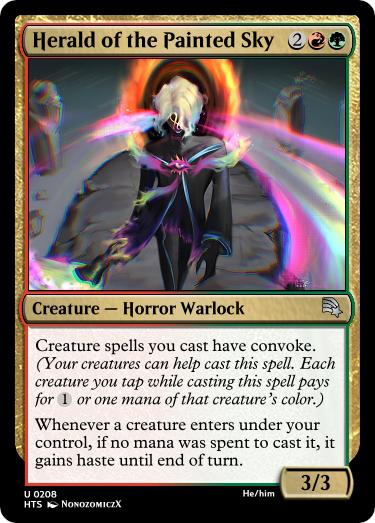 Herald of the Painted Sky 2
Creature — Horror Warlock
Creature spells you cast have convoke.
(Your creatures can help cast this spell. Each
creature you tap while casting this spell pays
for 1 or one mana of that creature's color.)
Whenever a creature enters under your
control, if no mana was spent to cast it, it
gains haste until end of turn.
3/3
U 0208
He/him
HTS NonozomiczX